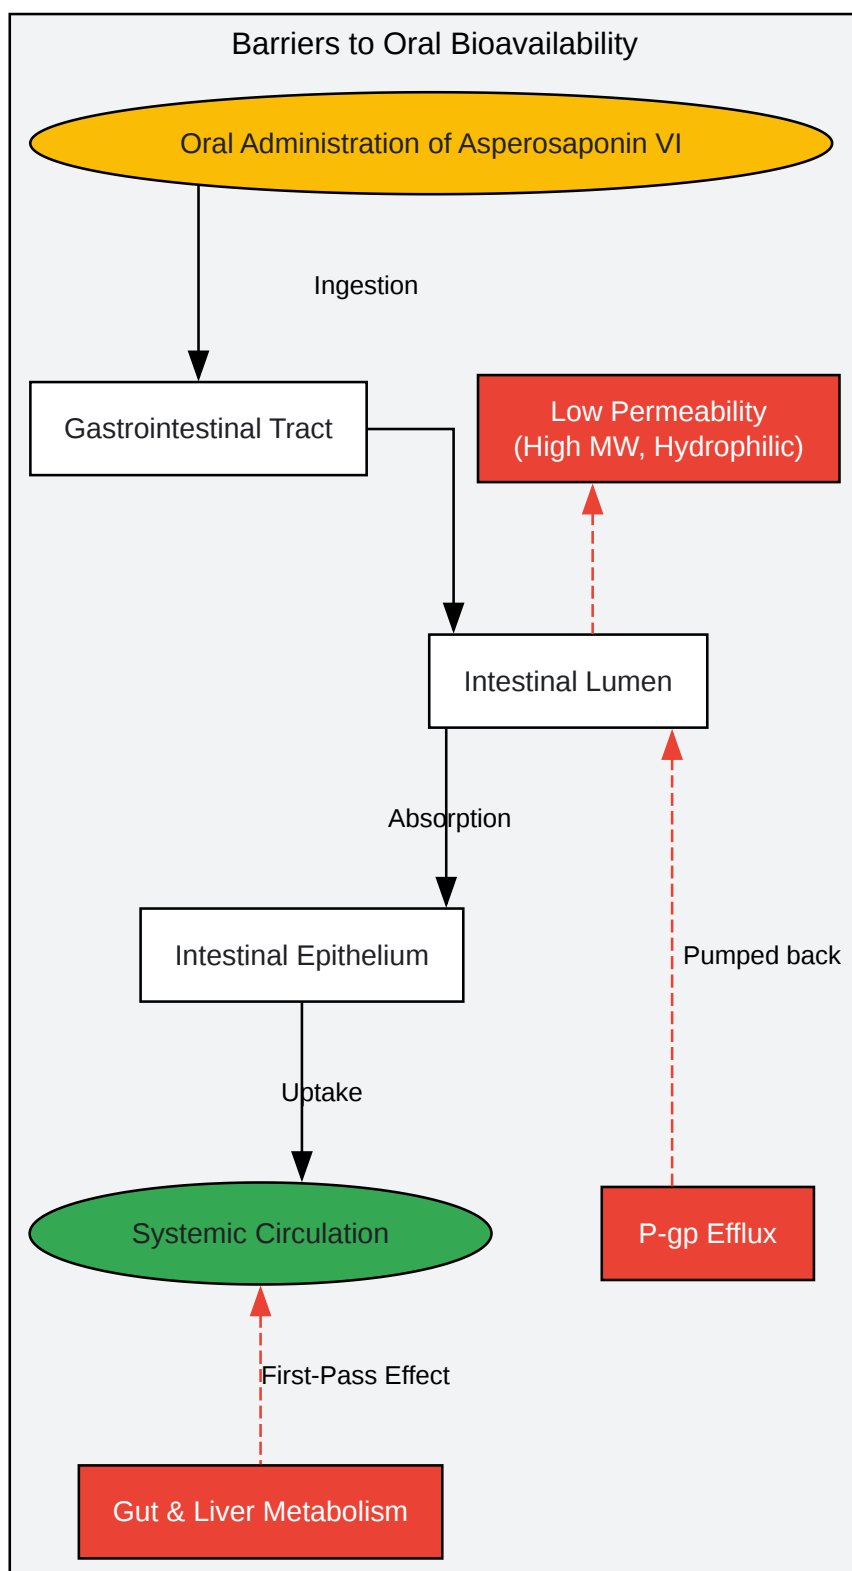 Barriers to Oral Bioavailability
Oral Administration of Asperosaponin VI
Ingestion
Gastrointestinal Tract
Low Permeability
(High MW, Hydrophilic)
Intestinal Lumen
Absorption
Intestinal Epithelium
Pumped back
Uptake
Systemic Circulation
P-gp Efflux
First-Pass Effect
Gut & Liver Metabolism